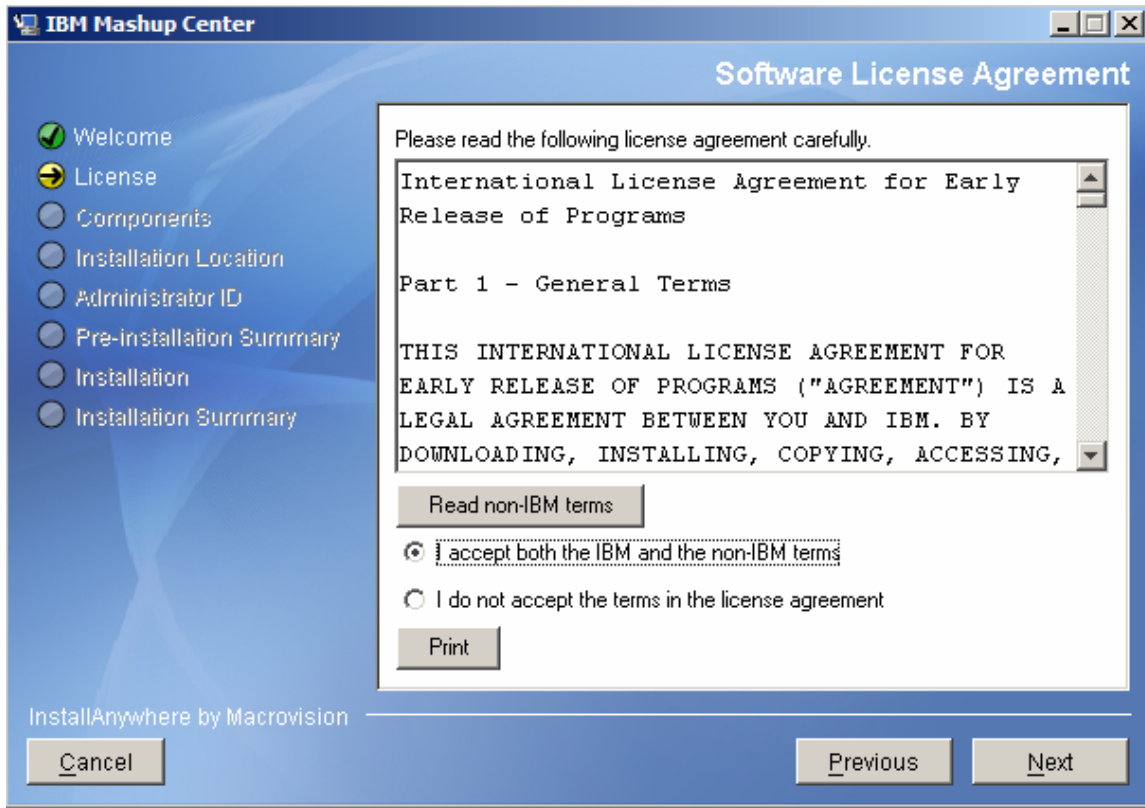 IBM Mashup Center
Software License Agreement
Welcome
License
Components
Installation Location
Administrator ID
Pre-installation Summary
Installation
Installation Summary
Please read the following license agreement carefully.
International License Agreement for Early
Release of Programs
Part 1 - General Terms
THIS INTERNATIONAL LICENSE AGREEMENT FOR
EARLY RELEASE OF PROGRAMS ("AGREEMENT") IS A
LEGAL AGREEMENT BETWEEN YOU AND IBM. BY
DOWNLOADING, INSTALLING, COPYING, ACCESSING,
Read non-IBM terms
I accept both the IBM and the non-IBM terms
I do not accept the terms in the license agreement
Print
InstallAnywhere by Macrovision
Cancel
Previous
Next